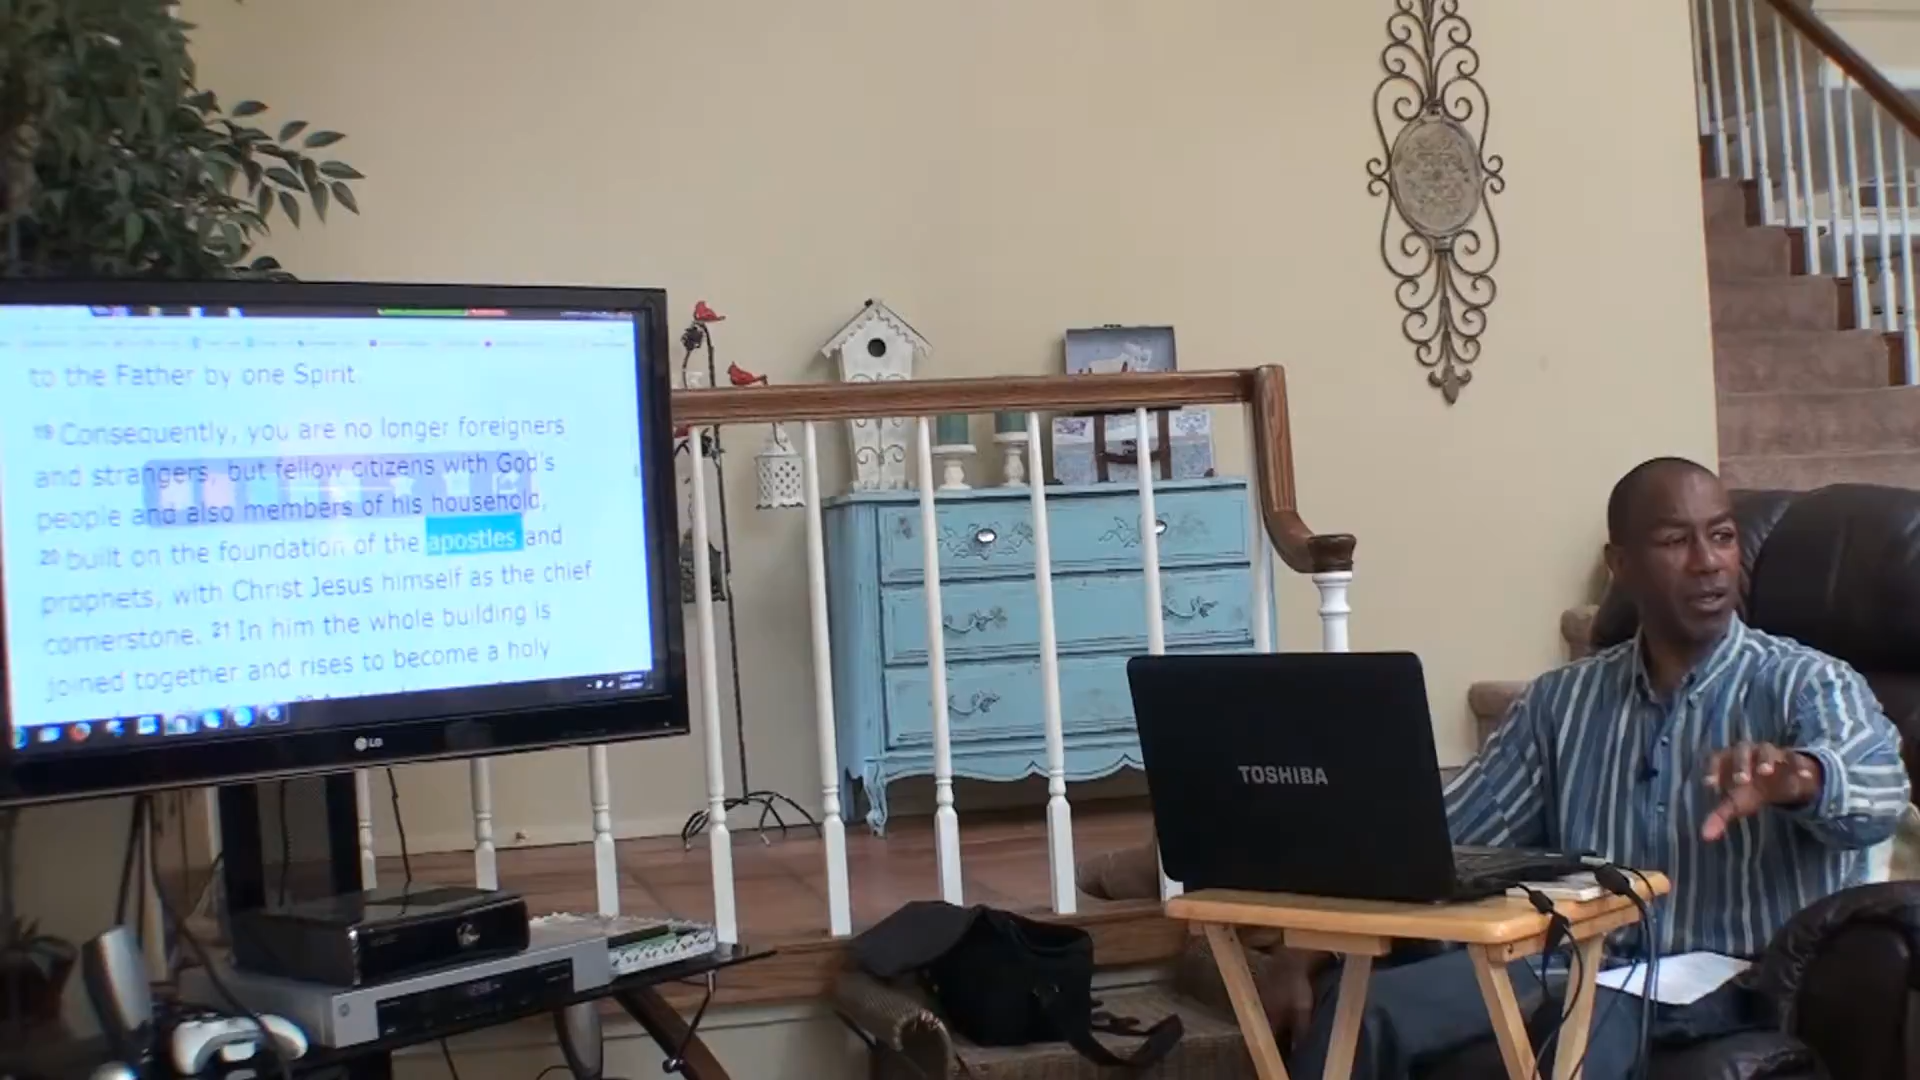 to the Father by one Spirit.
19 Consequently, you are no longer foreigners
and strangers, but fellow citizens with God's
people and also members of his household,
20 built on the foundation of the apostles and
prophets, with Christ Jesus himself as the chief
cornerstone. 21 In him the whole building is
joined together and rises to become a holy
LG
TOSHIBA